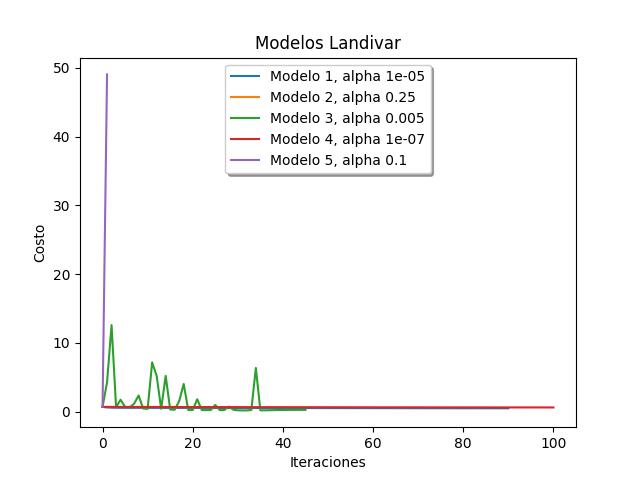 Modelos Landivar
Modelo 1, alpha 1e-05
Modelo 2, alpha 0.25
Modelo 3, alpha 0.005
Modelo 4, alpha 1e-07
Modelo 5, alpha 0.1
50
40
30
20
10
0
Costo
0 20 40 60 80 100
Iteraciones